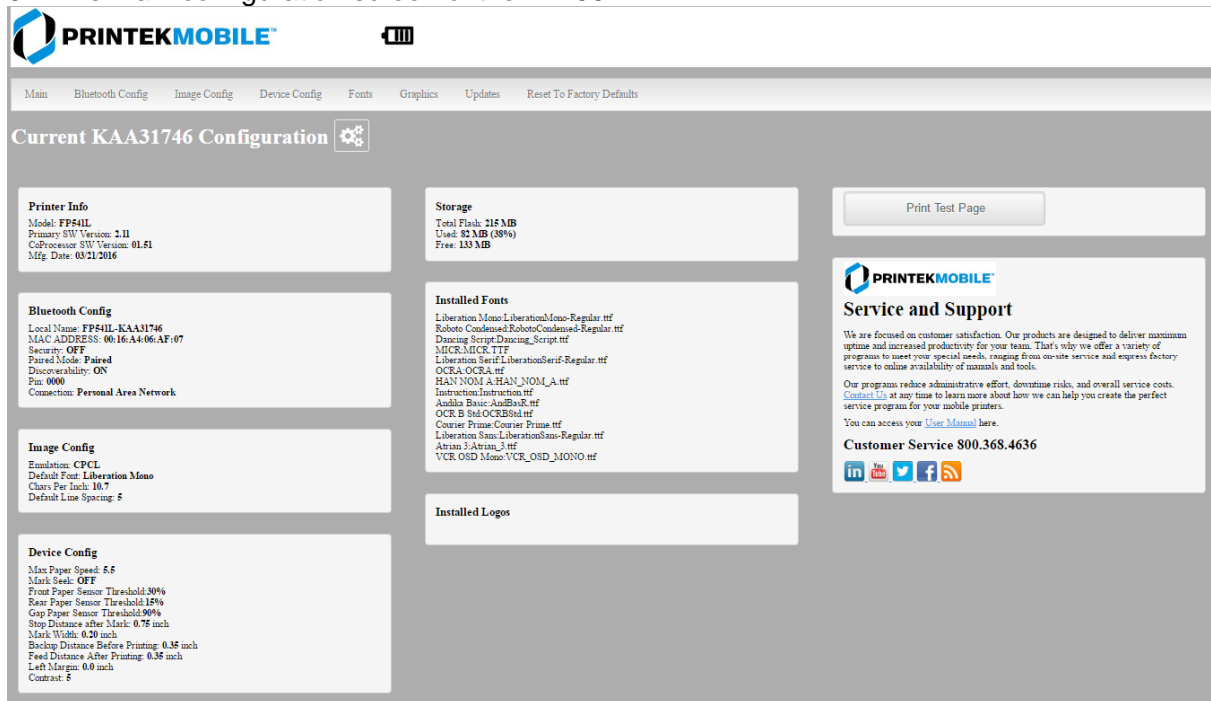 PRINTEKMOBILE™
Main Bluetooth Config Image Config Device Config Fonts Graphics Updates Reset To Factory Defaults
Current KAA31746 Configuration
Printer Info
Model: FP541L
Primary SW Version: 2.11
CoProcessor SW Version: 01.51
Mfg. Date: 03/21/2016
Bluetooth Config
Local Name: FP541L-KAA31746
MAC ADDRESS: 00:16:A4:06:AF:07
Security: OFF
Paired Mode: Paired
Discoverability: ON
Pin: 0000
Connection: Personal Area Network
Image Config
Emulation: CPCL
Default Font: Liberation Mono
Chars Per Inch: 10.7
Default Line Spacing: 5
Device Config
Max Paper Speed: 5.5
Mark Seek: OFF
Front Paper Sensor Threshold:30%
Rear Paper Sensor Threshold:15%
Gap Paper Sensor Threshold:90%
Stop Distance after Mark: 0.75 inch
Mark Width: 0.20 inch
Backup Distance Before Printing: 0.35 inch
Feed Distance After Printing: 0.35 inch
Left Margin: 0.0 inch
Contrast: 5
Storage
Total Flash: 215 MB
Used: 82 MB (38%)
Free: 133 MB
Installed Fonts
Liberation Mono:LiberationMono-Regular.ttf
Roboto Condensed:RobotoCondensed-Regular.ttf
Dancing Script:Dancing_Script.ttf
MICR:MICR.TTF
Liberation Serif:LiberationSerif-Regular.ttf
OCRA:OCRA.ttf
HAN NOM A:HAN_NOM_A.ttf
Instruction:Instruction.ttf
Andika Basic:AndBasR.ttf
OCR B Std:OCRBStd.ttf
Courier Prime:Courier Prime.ttf
Liberation Sans:LiberationSans-Regular.ttf
Atrian 3:Atrian_3.ttf
VCR OSD Mono:VCR_OSD_MONO.ttf
Installed Logos
Print Test Page
PRINTEKMOBILE™
Service and Support
We are focused on customer satisfaction. Our products are designed to deliver maximum
uptime and increased productivity for your team. That's why we offer a variety of
programs to meet your special needs, ranging from on-site service and express factory
service to online availability of manuals and tools.
Our programs reduce administrative effort, downtime risks, and overall service costs.
Contact Us at any time to learn more about how we can help you create the perfect
service program for your mobile printers.
You can access your User Manual here.
Customer Service 800.368.4636
in You Tube f